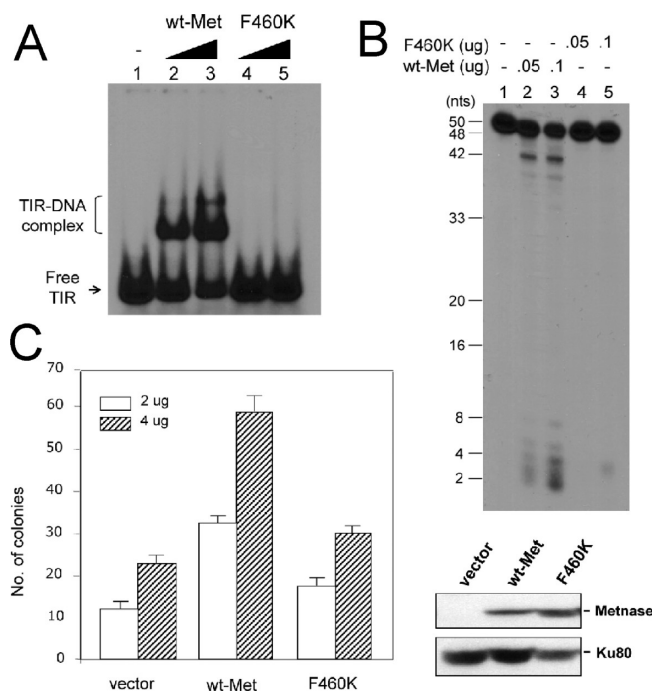 A
wt-Met F460K
- 
1 2 3 4 5
TIR-DNA
complex
Free
TIR
B
F460K (ug) - - - .05 .1
wt-Met (ug) - .05 .1 - -
(nts) 1 2 3 4 5
50
48
42
33
20
16
8
4
2
vector wt-Met F460K
Metnase
Ku80
C
No. of colonies
70
60
50
40
30
20
10
0
2 ug
4 ug
vector wt-Met F460K